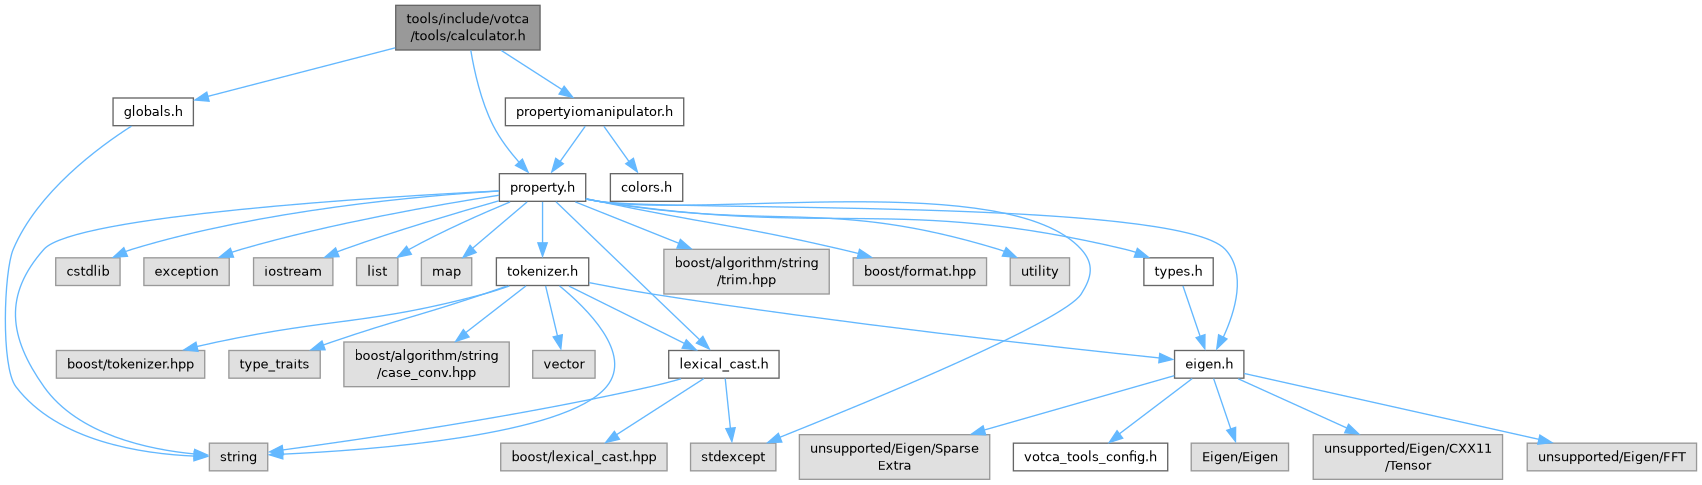 tools/include/votca
/tools/calculator.h
globals.h
propertyiomanipulator.h
property.h
colors.h
cstdlib
exception
iostream
list
map
tokenizer.h
boost/algorithm/string
/trim.hpp
boost/format.hpp
utility
types.h
boost/tokenizer.hpp
type_traits
boost/algorithm/string
/case_conv.hpp
vector
lexical_cast.h
eigen.h
string
boost/lexical_cast.hpp
stdexcept
unsupported/Eigen/Sparse
Extra
votca_tools_config.h
Eigen/Eigen
unsupported/Eigen/CXX11
/Tensor
unsupported/Eigen/FFT